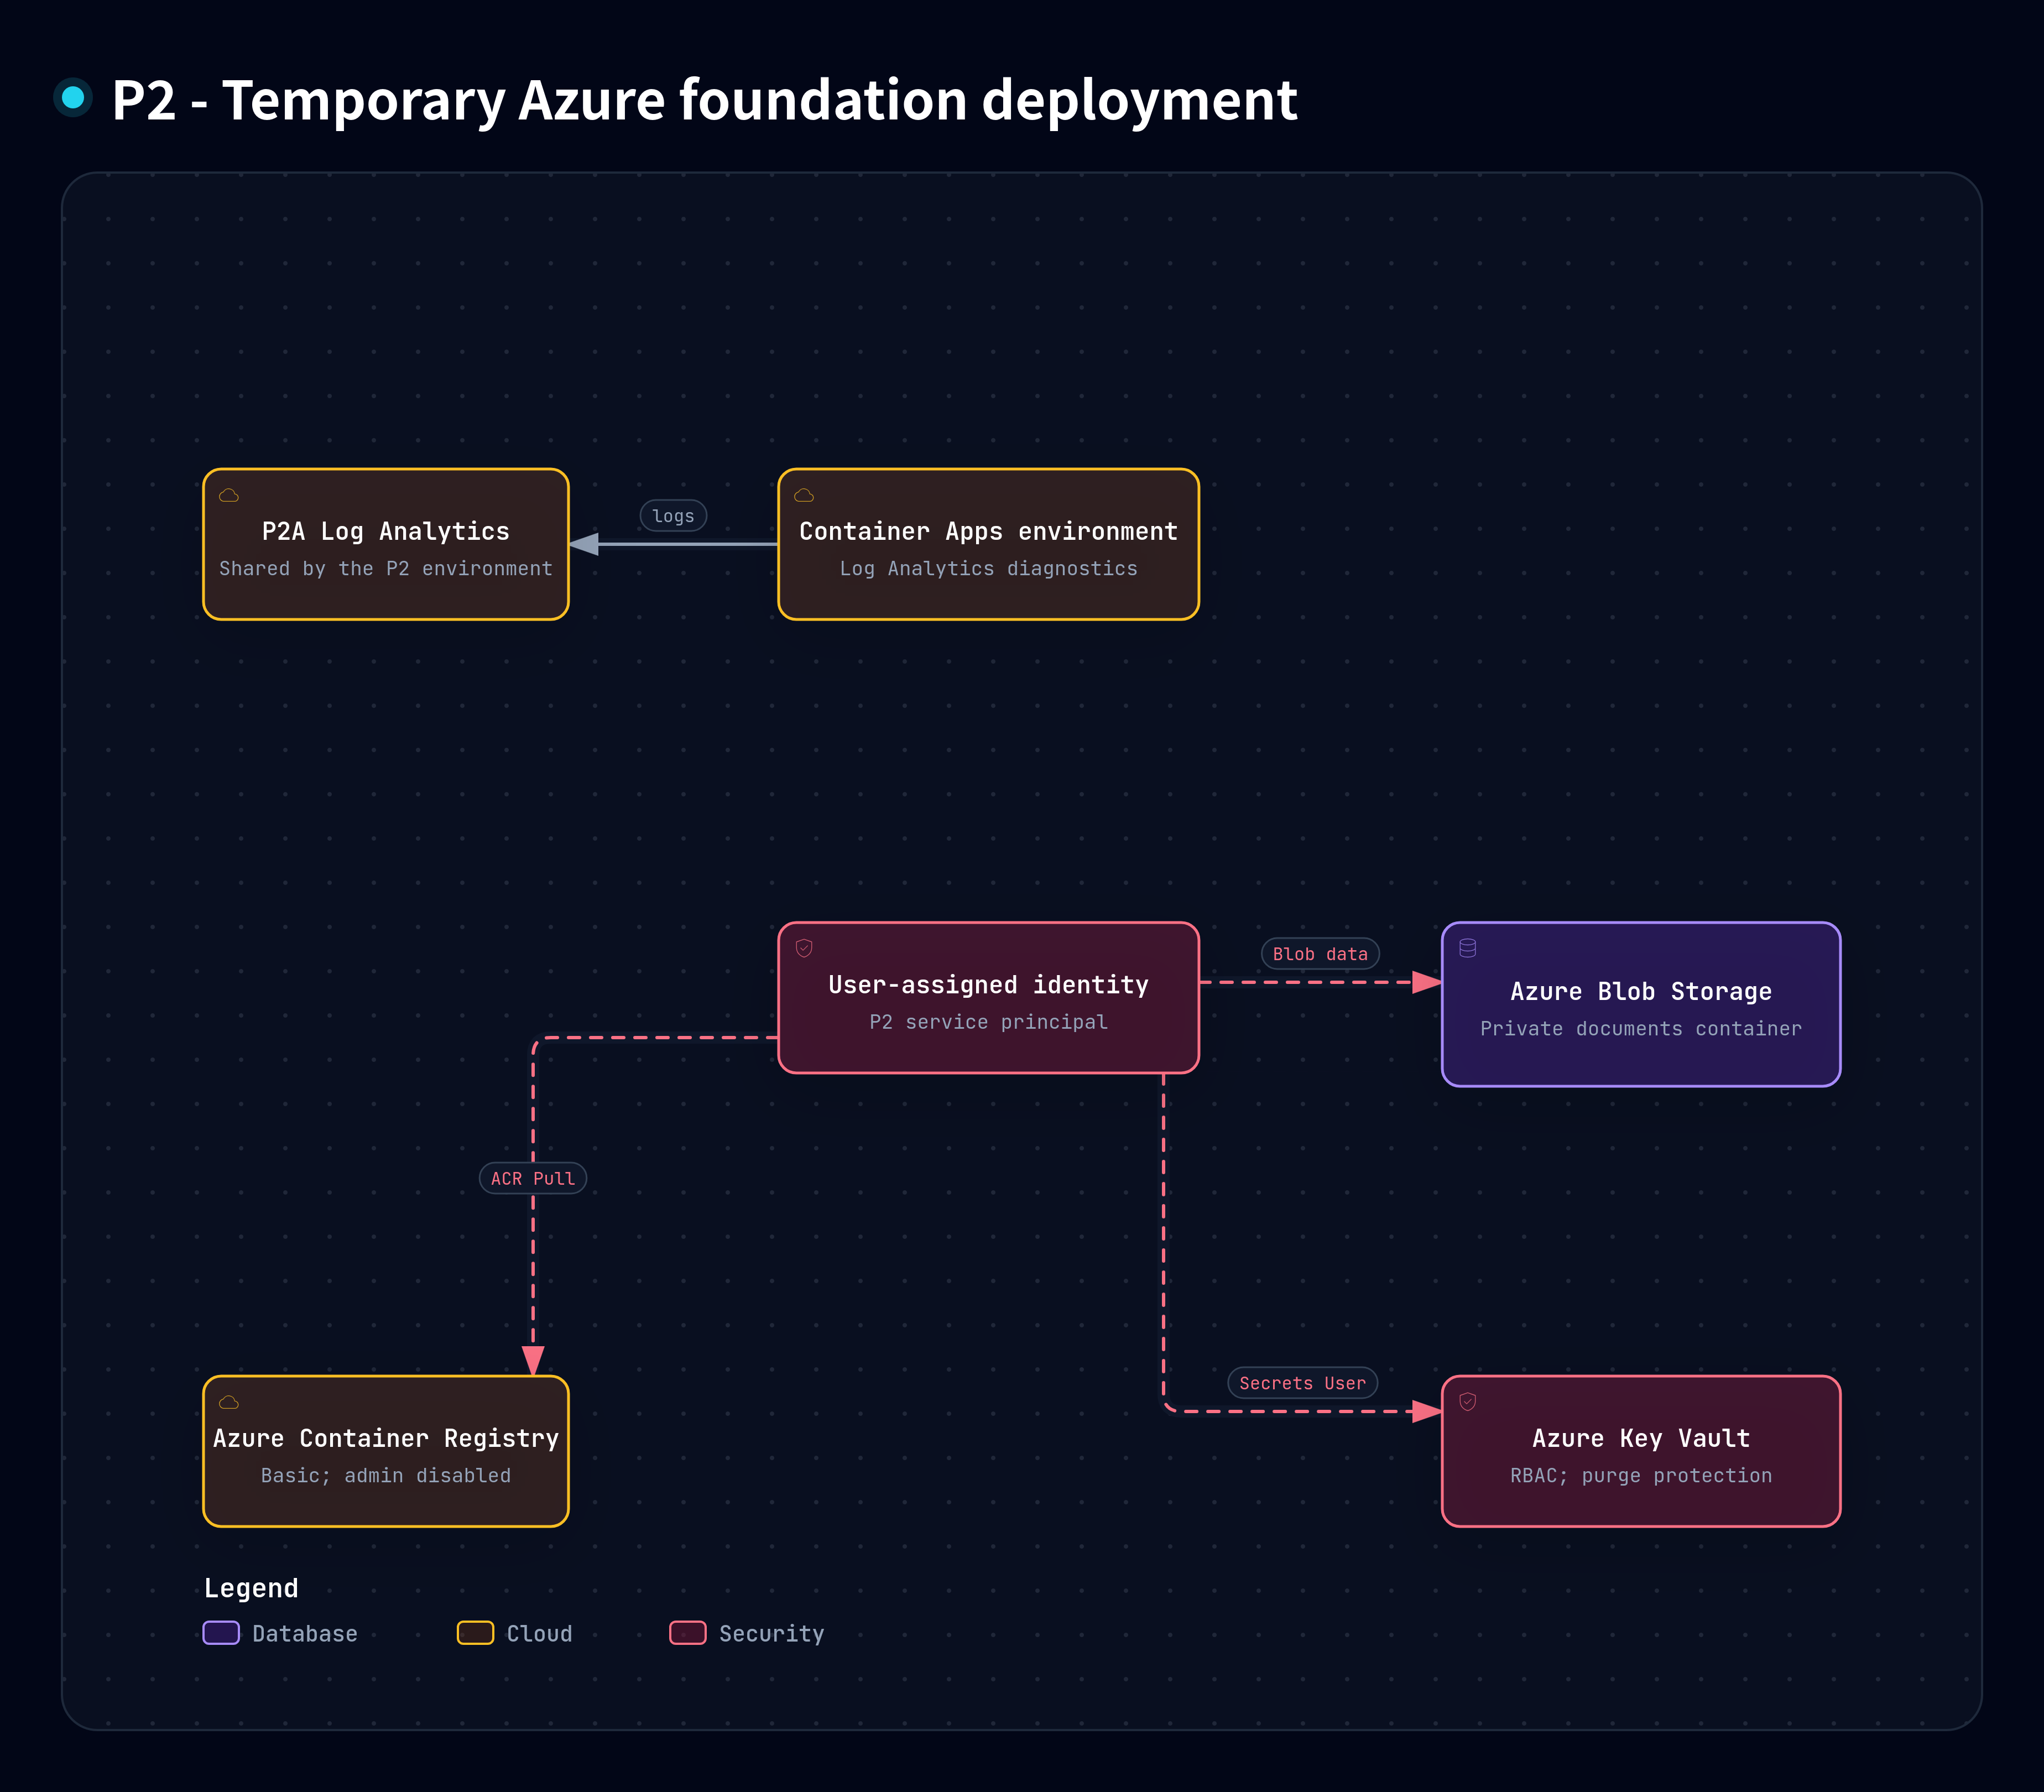 P2 - Temporary Azure foundation deployment
P2A Log Analytics
Shared by the P2 environment
logs
Container Apps environment
Log Analytics diagnostics
User-assigned identity
P2 service principal
Blob data
Azure Blob Storage
Private documents container
ACR Pull
Secrets User
Azure Container Registry
Basic; admin disabled
Azure Key Vault
RBAC; purge protection
Legend
Database
Cloud
Security